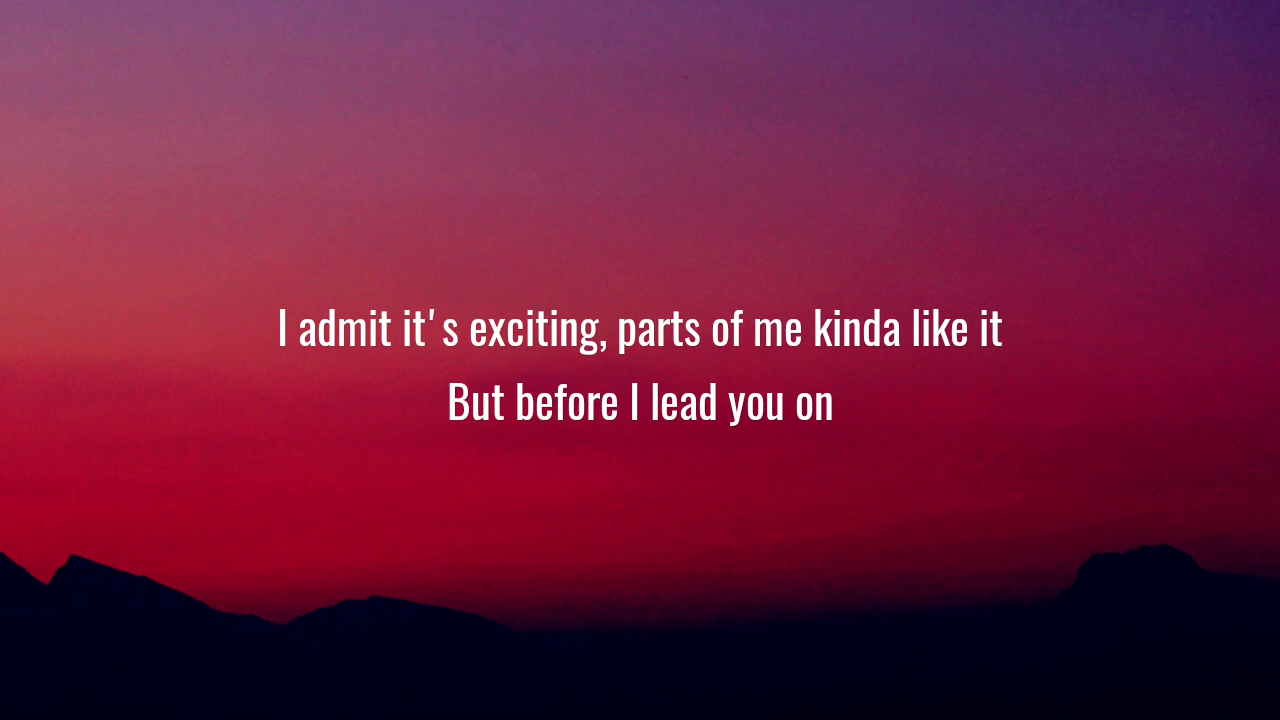 I admit it's exciting, parts of me kinda like it
But before I lead you on